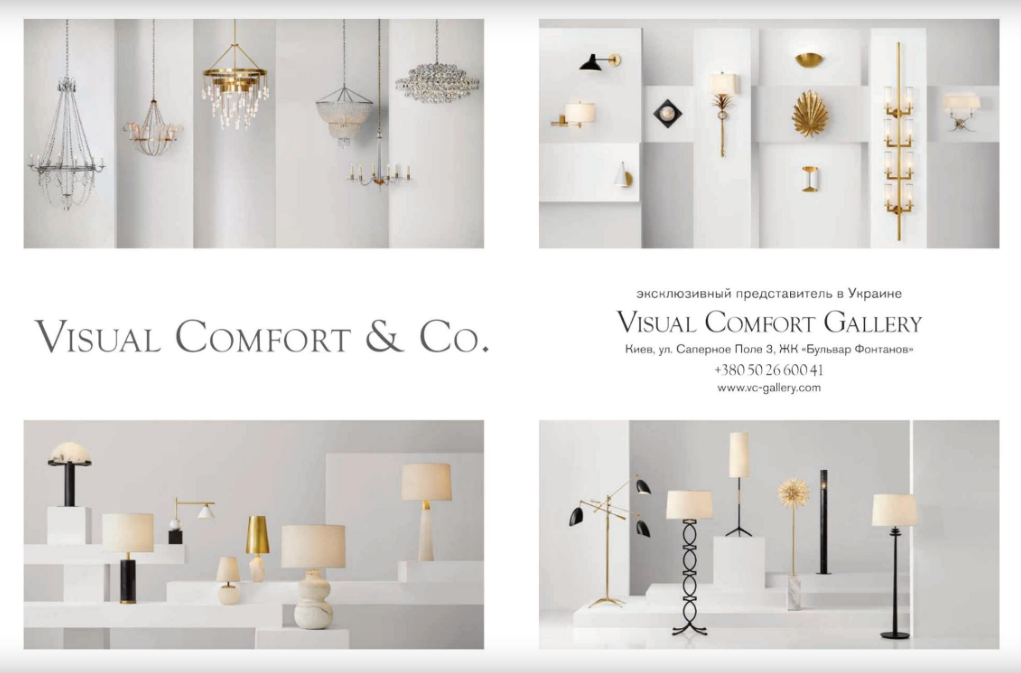 VISUAL COMFORT & CO.
эксклюзивный представитель в Украине
VISUAL COMFORT GALLERY
Киев, ул. Саперное Поле 3, ЖК «Бульвар Фонтанов»
+380 50 26 600 41
www.vc-gallery.com